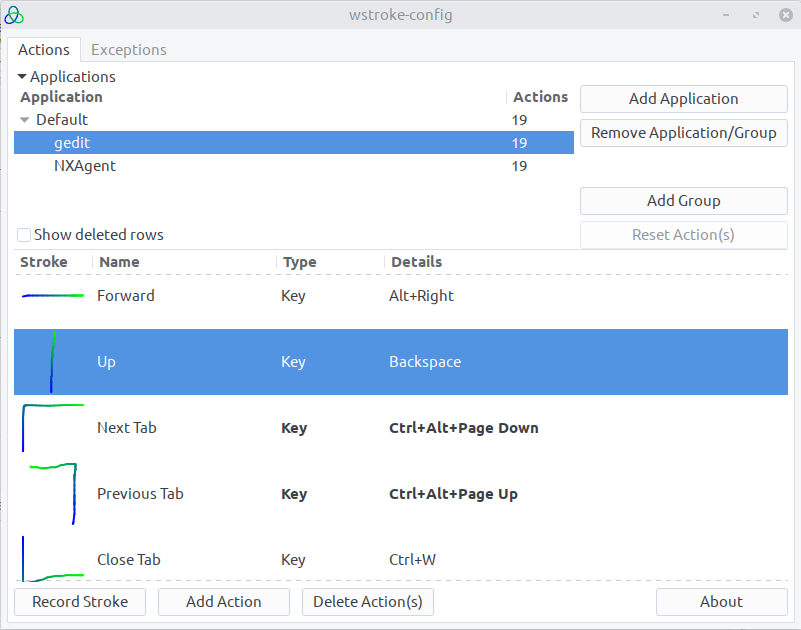 wstroke-config
Actions Exceptions
Applications
Application Actions
Default 19
gedit 19
NXAgent 19
Add Application
Remove Application/Group
Add Group
Reset Action(s)
Show deleted rows
Stroke Name Type Details
Forward Key Alt+Right
Up Key Backspace
Next Tab Key Ctrl+Alt+Page Down
Previous Tab Key Ctrl+Alt+Page Up
Close Tab Key Ctrl+W
Record Stroke Add Action Delete Action(s) About